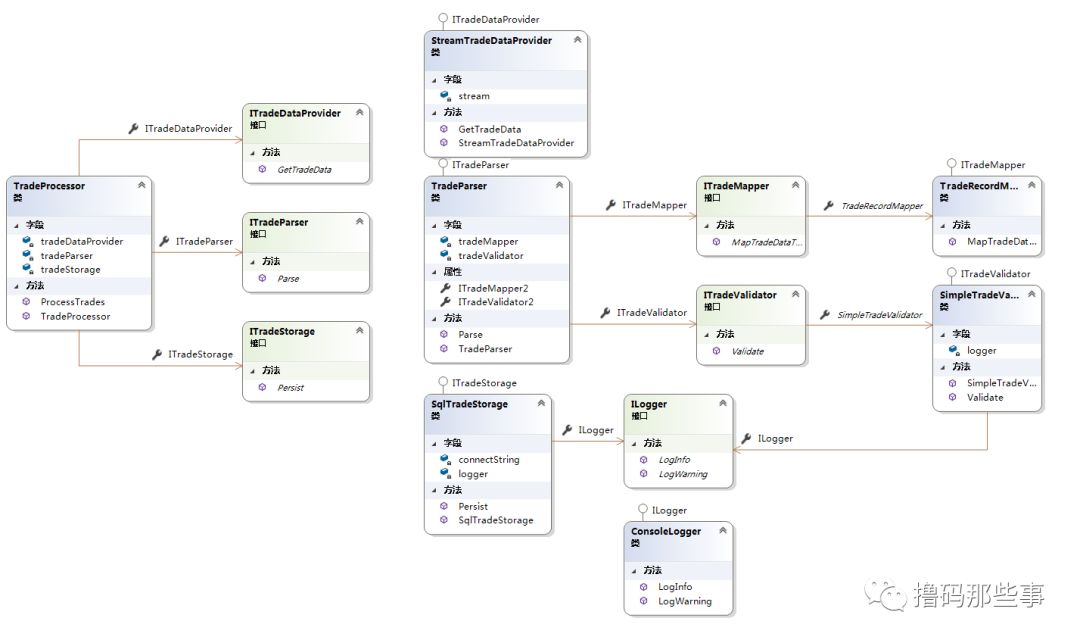 ITradeDataProvider
ITradeDataProvider
接口
方法
GetTradeData
TradeProcessor
类
字段
tradeDataProvider
tradeParser
tradeStorage
方法
ProcessTrades
TradeProcessor
ITradeParser
ITradeParser
接口
方法
Parse
ITradeStorage
ITradeStorage
接口
方法
Persist
ITradeDataProvider
StreamTradeDataProvider
类
字段
stream
方法
GetTradeData
StreamTradeDataProvider
ITradeParser
TradeParser
类
字段
tradeMapper
tradeValidator
属性
ITradeMapper2
ITradeValidator2
方法
Parse
TradeParser
ITradeMapper
ITradeMapper
接口
方法
MapTradeDataT...
TradeRecordMapper
ITradeMapper
TradeRecordM...
类
方法
MapTradeDat...
ITradeValidator
ITradeValidator
接口
方法
Validate
SimpleTradeValidator
ITradeValidator
SimpleTradeVa...
类
字段
logger
方法
SimpleTradeV...
Validate
ITradeStorage
SqlTradeStorage
类
字段
connectString
logger
方法
Persist
SqlTradeStorage
ILogger
ILogger
接口
方法
LogInfo
LogWarning
ILogger
ILogger
ConsoleLogger
类
方法
LogInfo
LogWarning
撸码那些事